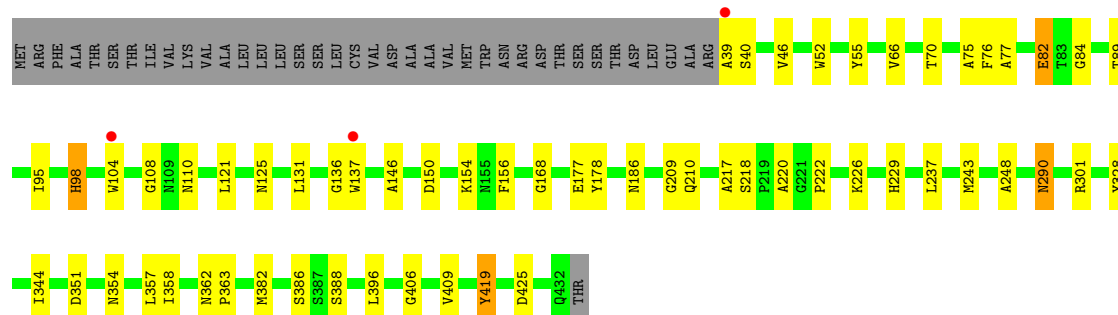 MET ARG PHE ALA THR SER THR ILE VAL LYS VAL ALA LEU LEU LEU SER SER LEU CYS VAL ASP ALA ALA VAL MET TRP ASN ARG ASP THR SER SER THR ASP LEU GLU ALA ARG A39 S40 V46 W52 Y55 V66 T70 A75 F76 A77 E82 T83 G84 T89
I95 H98 W104 G108 N109 N110 L121 N125 L131 G136 W137 A146 D150 K154 N155 F156 G168 E177 Y178 N186 G209 Q210 A217 S218 P219 A220 G221 P222 K226 H229 L237 M243 A248 N290 R301
I344 D351 N354 L357 I358 N362 P363 M382 S386 S387 S388 L396 G406 V409 Y419 D425 Q432 THR